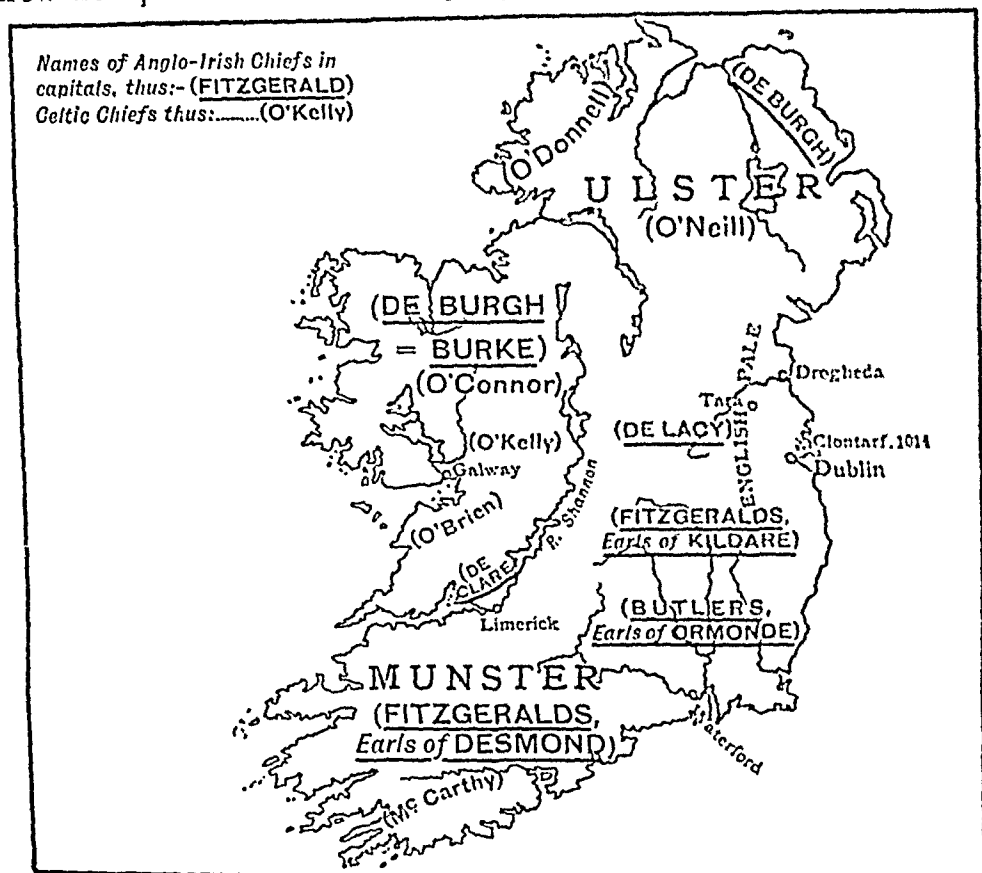 Names of Anglo-Irish Chiefs in
capitals, thus:- (FITZGERALD)
Celtic Chiefs thus:........(O'Kelly)
(O'Donnell)
(DE BURGH)
ULSTER
(O'Neill)
(DE BURGH
= BURKE)
(O'Connor)
(O'Kelly)
Galway
(O'Brien)
(DE
CLARE)
R. Shannon
Limerick
ENGLISH PALE
Drogheda
Tara
(DE LACY)
Clontarf, 1014
Dublin
(FITZGERALDS,
Earls of KILDARE)
(BUTLERS,
Earls of ORMONDE)
MUNSTER
(FITZGERALDS,
Earls of DESMOND)
Waterford
(McCarthy)